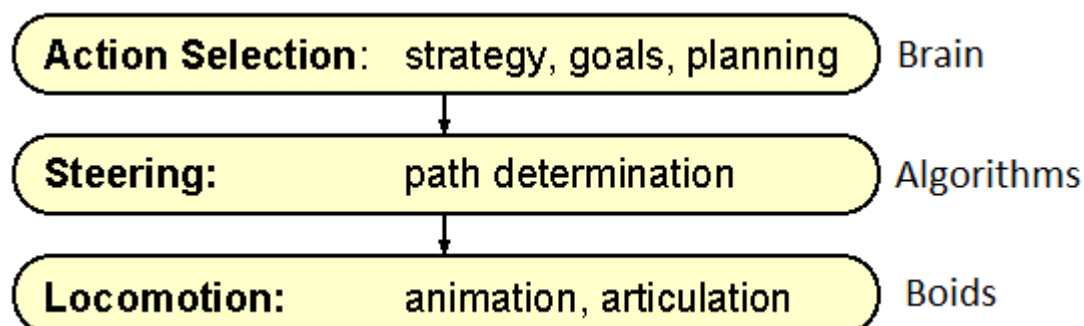 Action Selection: strategy, goals, planning Brain
Steering: path determination Algorithms
Locomotion: animation, articulation Boids